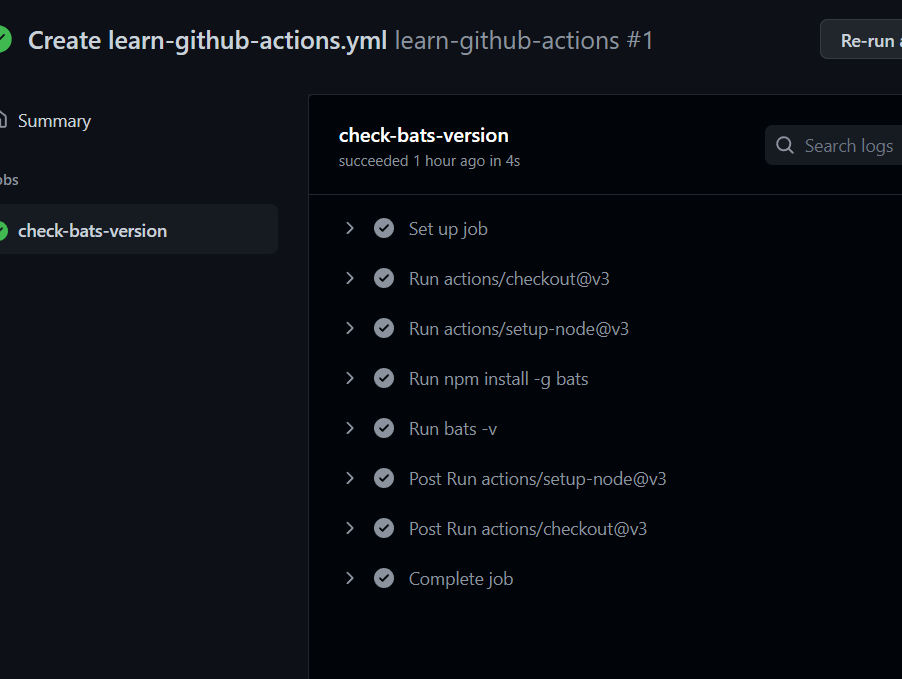 Create learn-github-actions.yml learn-github-actions #1
Re-run
Summary
check-bats-version
check-bats-version
succeeded 1 hour ago in 4s
Search logs
Set up job
Run actions/checkout@v3
Run actions/setup-node@v3
Run npm install -g bats
Run bats -v
Post Run actions/setup-node@v3
Post Run actions/checkout@v3
Complete job